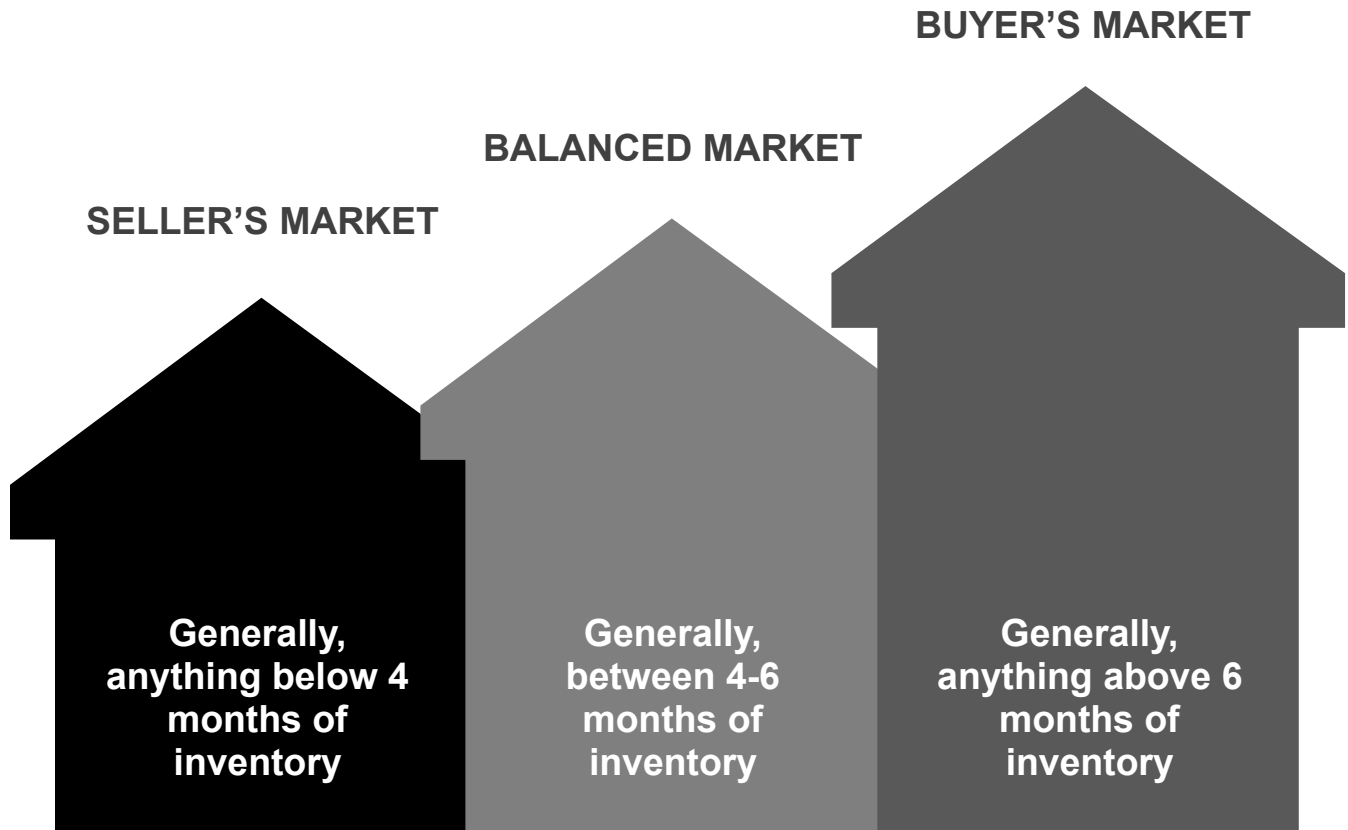 BUYER’S MARKET
BALANCED MARKET
SELLER’S MARKET
Generally,
anything below 4
months of
inventory
Generally,
between 4-6
months of
inventory
Generally,
anything above 6
months of
inventory